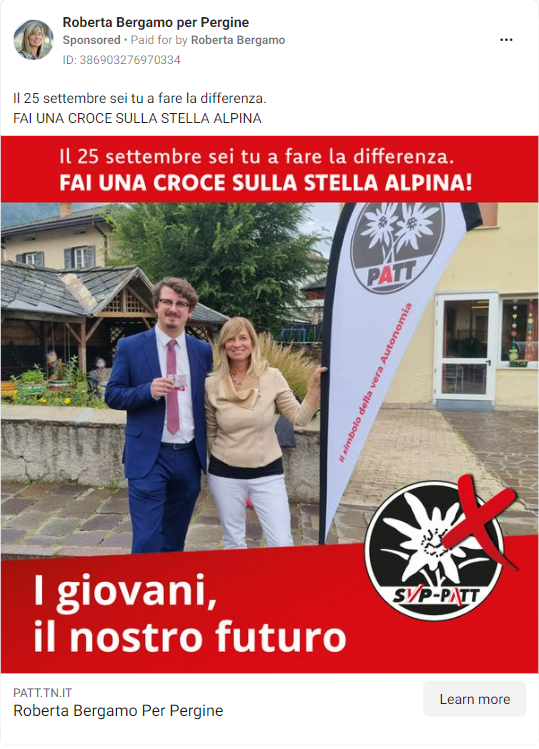 Roberta Bergamo per Pergine
Sponsored • Paid for by Roberta Bergamo
ID: 386903276970334
Il 25 settembre sei tu a fare la differenza.
FAI UNA CROCE SULLA STELLA ALPINA
Il 25 settembre sei tu a fare la differenza.
FAI UNA CROCE SULLA STELLA ALPINA!
PATT
Il simbolo della vera Autonomia
SVP-PATT
I giovani,
il nostro futuro
PATT.TN.IT
Roberta Bergamo Per Pergine
Learn more